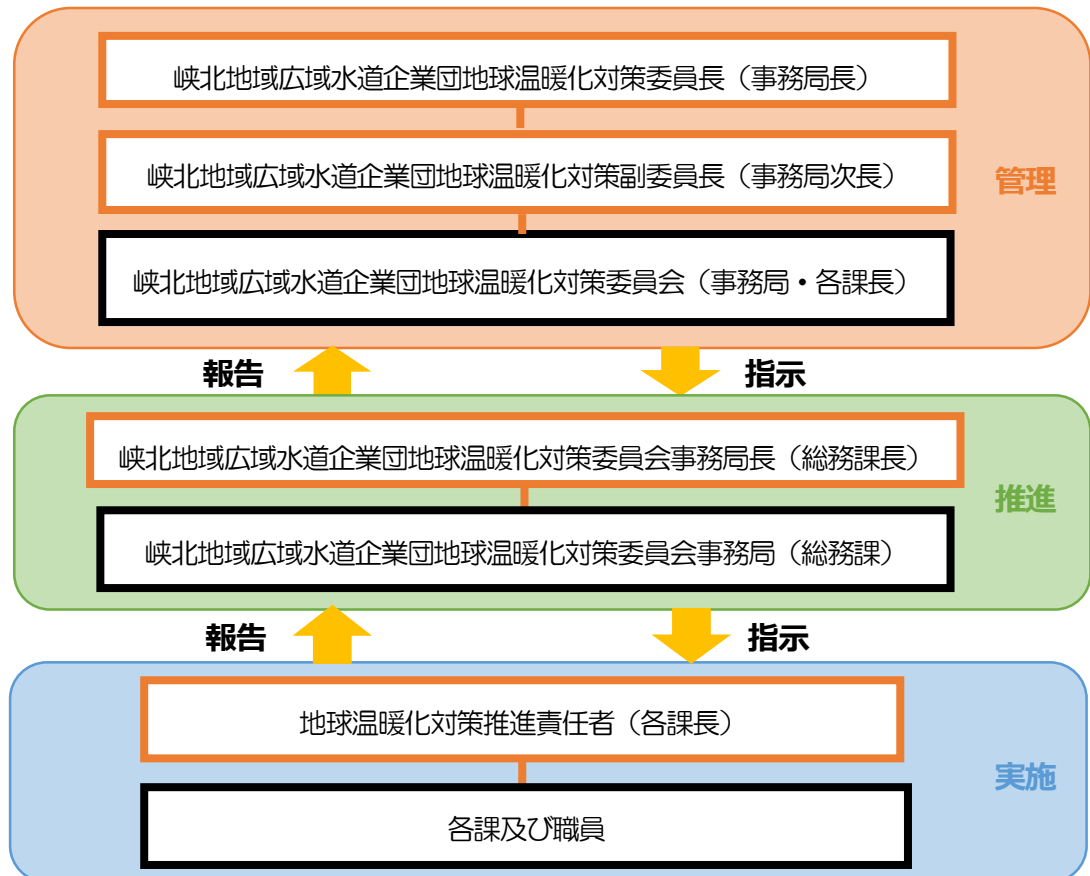 峡北地域広域水道企業団地球温暖化対策委員長（事務局長）
峡北地域広域水道企業団地球温暖化対策副委員長（事務局次長）
管理
峡北地域広域水道企業団地球温暖化対策委員会（事務局・各課長）
報告
指示
峡北地域広域水道企業団地球温暖化対策委員会事務局長（総務課長）
推進
峡北地域広域水道企業団地球温暖化対策委員会事務局（総務課）
報告
指示
地球温暖化対策推進責任者（各課長）
実施
各課及び職員